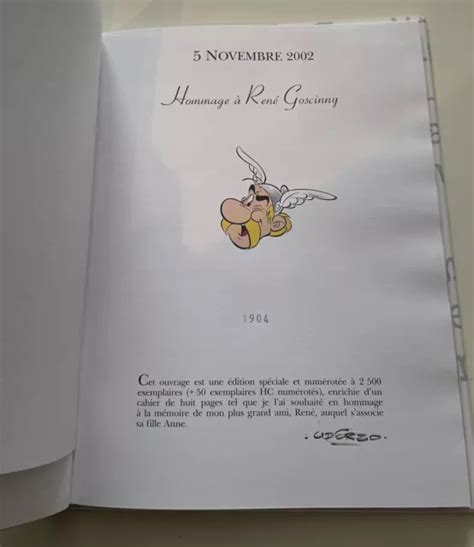 5 NOVEMBRE 2002
Hommage à René Goscinny
1904
Cet ouvrage est une édition spéciale et numérotée à 2 500
exemplaires (+ 50 exemplaires HC numérotés), enrichie d'un
cahier de huit pages tel que je l'ai souhaité en hommage
à la mémoire de mon plus grand ami, René, auquel s'associe
sa fille Anne.
UDERZO